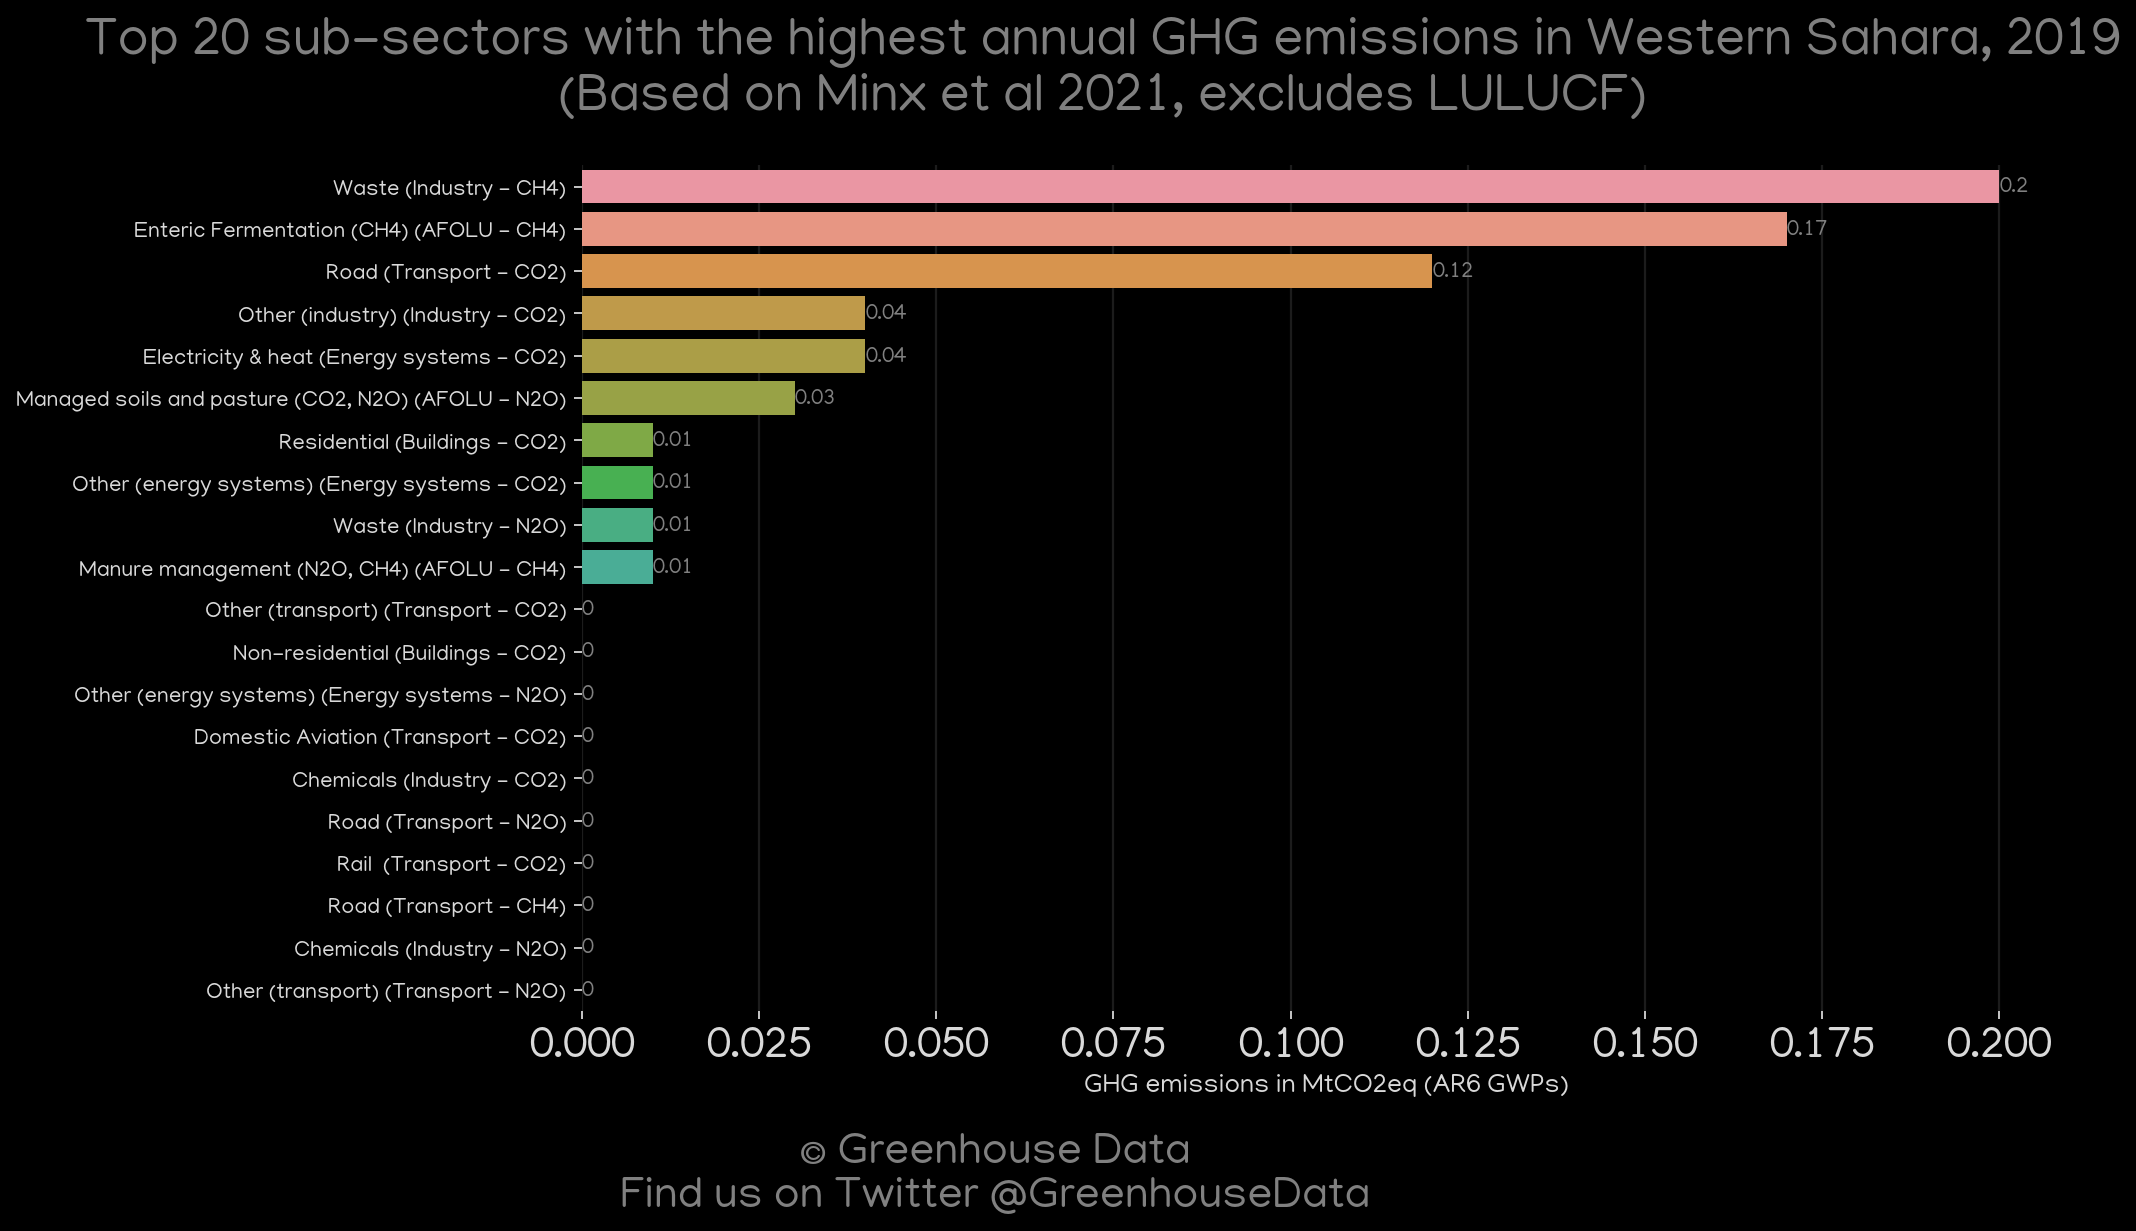 Top 20 sub-sectors with the highest annual GHG emissions in Western Sahara, 2019
(Based on Minx et al 2021, excludes LULUCF)
Waste (Industry - CH4) 0.2
Enteric Fermentation (CH4) (AFOLU - CH4) 0.17
Road (Transport - CO2) 0.12
Other (industry) (Industry - CO2) 0.04
Electricity & heat (Energy systems - CO2) 0.04
Managed soils and pasture (CO2, N2O) (AFOLU - N2O) 0.03
Residential (Buildings - CO2) 0.01
Other (energy systems) (Energy systems - CO2) 0.01
Waste (Industry - N2O) 0.01
Manure management (N2O, CH4) (AFOLU - CH4) 0.01
Other (transport) (Transport - CO2) 0
Non-residential (Buildings - CO2) 0
Other (energy systems) (Energy systems - N2O) 0
Domestic Aviation (Transport - CO2) 0
Chemicals (Industry - CO2) 0
Road (Transport - N2O) 0
Rail  (Transport - CO2) 0
Road (Transport - CH4) 0
Chemicals (Industry - N2O) 0
Other (transport) (Transport - N2O) 0
0.000 0.025 0.050 0.075 0.100 0.125 0.150 0.175 0.200
GHG emissions in MtCO2eq (AR6 GWPs)
© Greenhouse Data
Find us on Twitter @GreenhouseData